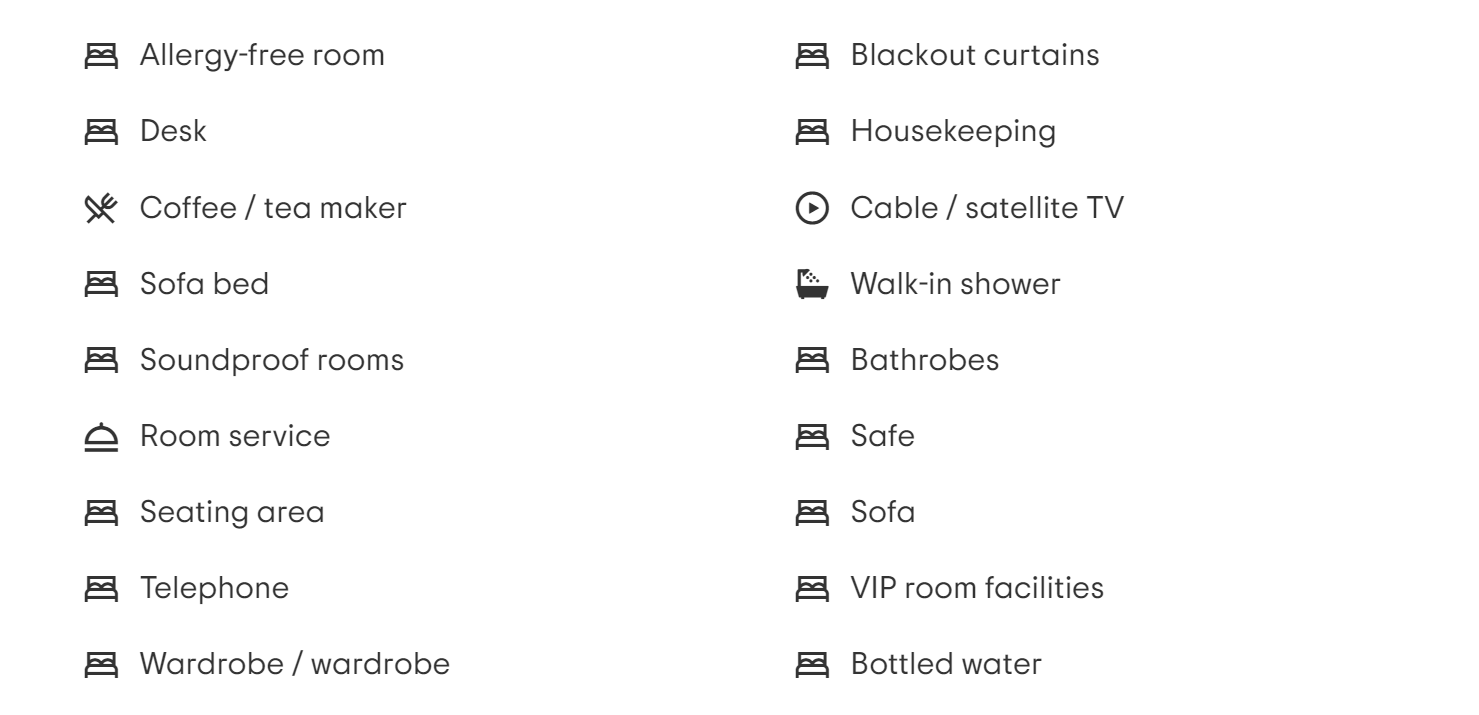 Allergy-free room
Blackout curtains
Desk
Housekeeping
Coffee / tea maker
Cable / satellite TV
Sofa bed
Walk-in shower
Soundproof rooms
Bathrobes
Room service
Safe
Seating area
Sofa
Telephone
VIP room facilities
Wardrobe / wardrobe
Bottled water